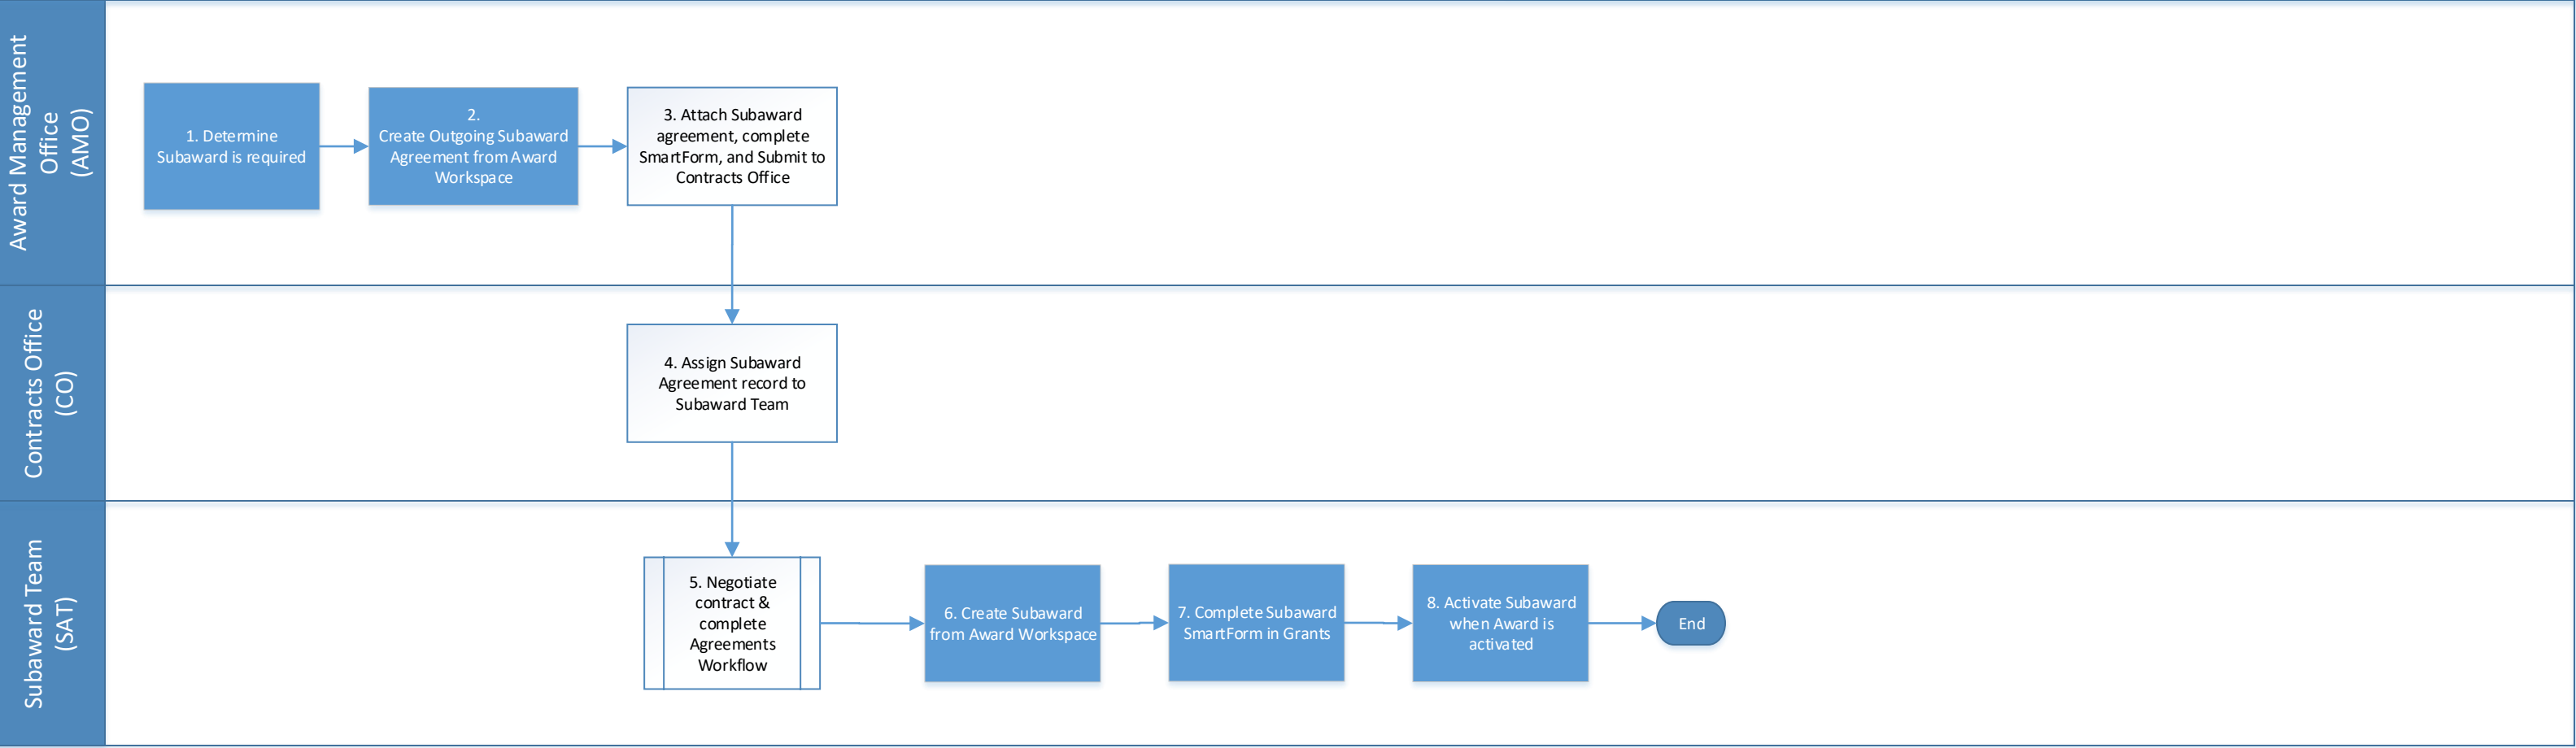 Award Management
Office
(AMO)
1. Determine
Subaward is required
2.
Create Outgoing Subaward
Agreement from Award
Workspace
3. Attach Subaward
agreement, complete
SmartForm, and Submit to
Contracts Office
Contracts Office
(CO)
4. Assign Subaward
Agreement record to
Subaward Team
Subaward Team
(SAT)
5. Negotiate
contract &
complete
Agreements
Workflow
6. Create Subaward
from Award Workspace
7. Complete Subaward
SmartForm in Grants
8. Activate Subaward
when Award is
activated
End